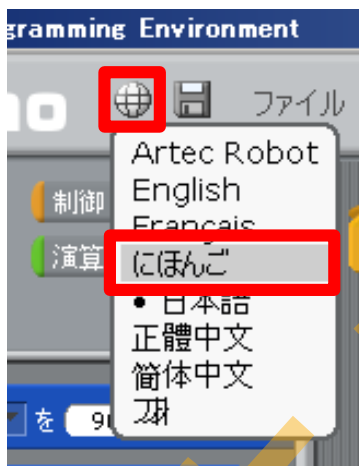 gramming Environment
ファイル
Artec Robot
制御
English
Français
演算
にほんご
• 日本語
正體中文
简体中文
を